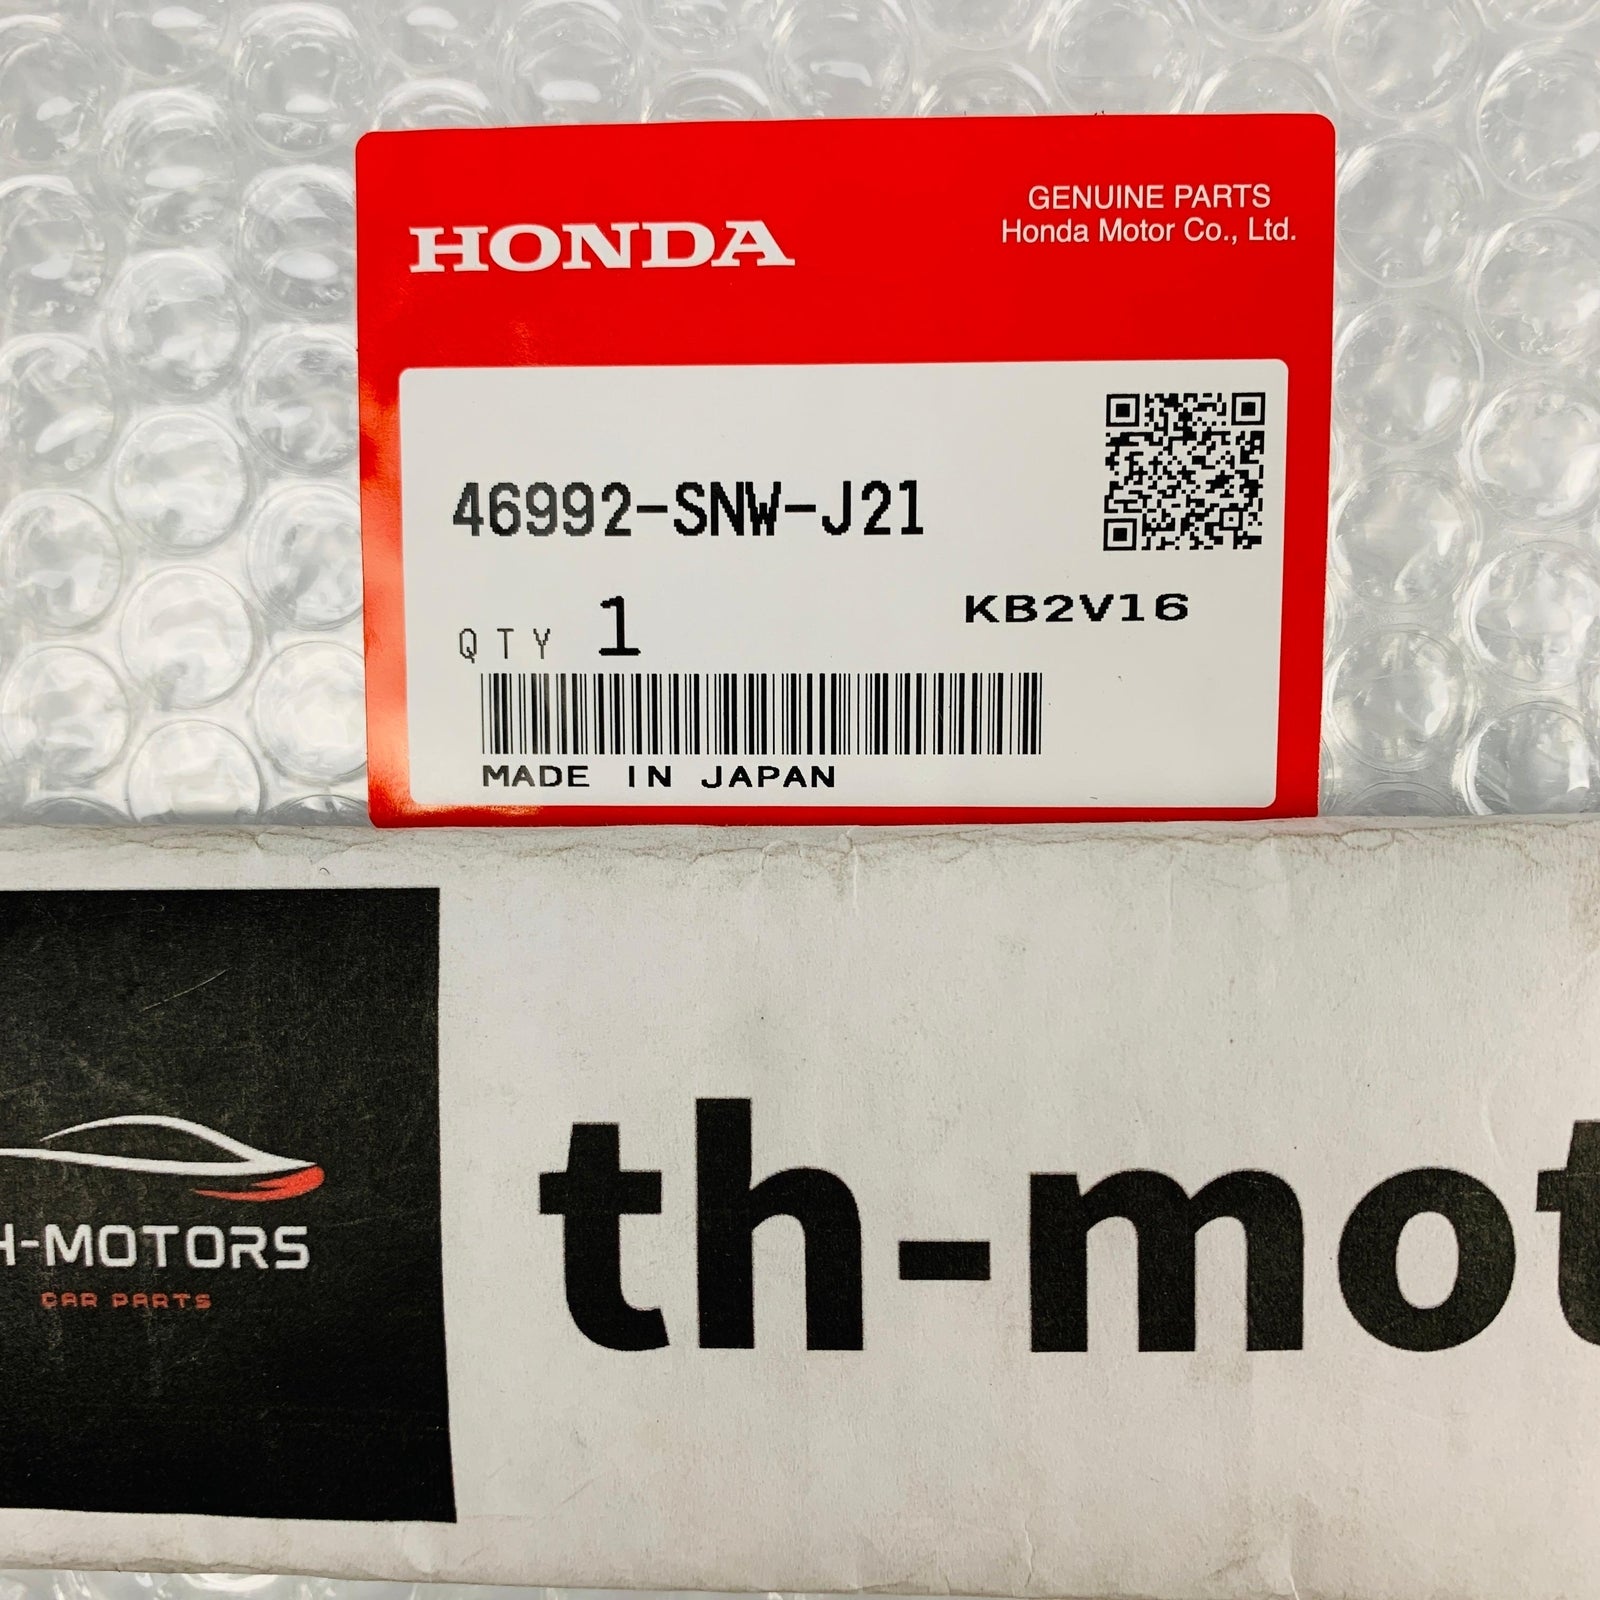 HONDA
GENUINE PARTS
Honda Motor Co., Ltd.
46992-SNW-J21
QTY 1
KB2V16
MADE IN JAPAN
H-MOTORS
CAR PARTS
th-mot